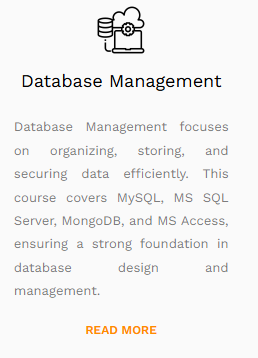 Database Management
Database Management focuses
on organizing, storing, and
securing data efficiently. This
course covers MySQL, MS SQL
Server, MongoDB, and MS Access,
ensuring a strong foundation in
database design and
management.
READ MORE